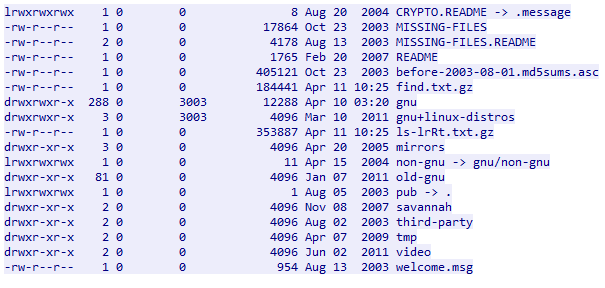 lrwxrwxrwx 1 0 0 8 Aug 20 2004 CRYPTO.README -> .message
-rw-r--r-- 1 0 0 17864 Oct 23 2003 MISSING-FILES
-rw-r--r-- 2 0 0 4178 Aug 13 2003 MISSING-FILES.README
-rw-r--r-- 1 0 0 1765 Feb 20 2007 README
-rw-r--r-- 1 0 0 405121 Oct 23 2003 before-2003-08-01.md5sums.asc
-rw-r--r-- 1 0 0 184441 Apr 11 10:25 find.txt.gz
drwxrwxr-x 288 0 3003 12288 Apr 10 03:20 gnu
drwxrwxr-x 3 0 3003 4096 Mar 10 2011 gnu+linux-distros
-rw-r--r-- 1 0 0 353887 Apr 11 10:25 ls-lrRt.txt.gz
drwxr-xr-x 3 0 0 4096 Apr 20 2005 mirrors
lrwxrwxrwx 1 0 0 11 Apr 15 2004 non-gnu -> gnu/non-gnu
drwxr-xr-x 81 0 0 4096 Jan 07 2011 old-gnu
lrwxrwxrwx 1 0 0 1 Aug 05 2003 pub -> .
drwxr-xr-x 2 0 0 4096 Nov 08 2007 savannah
drwxr-xr-x 2 0 0 4096 Aug 02 2003 third-party
drwxr-xr-x 2 0 0 4096 Apr 07 2009 tmp
drwxr-xr-x 2 0 0 4096 Jun 02 2011 video
-rw-r--r-- 1 0 0 954 Aug 13 2003 welcome.msg